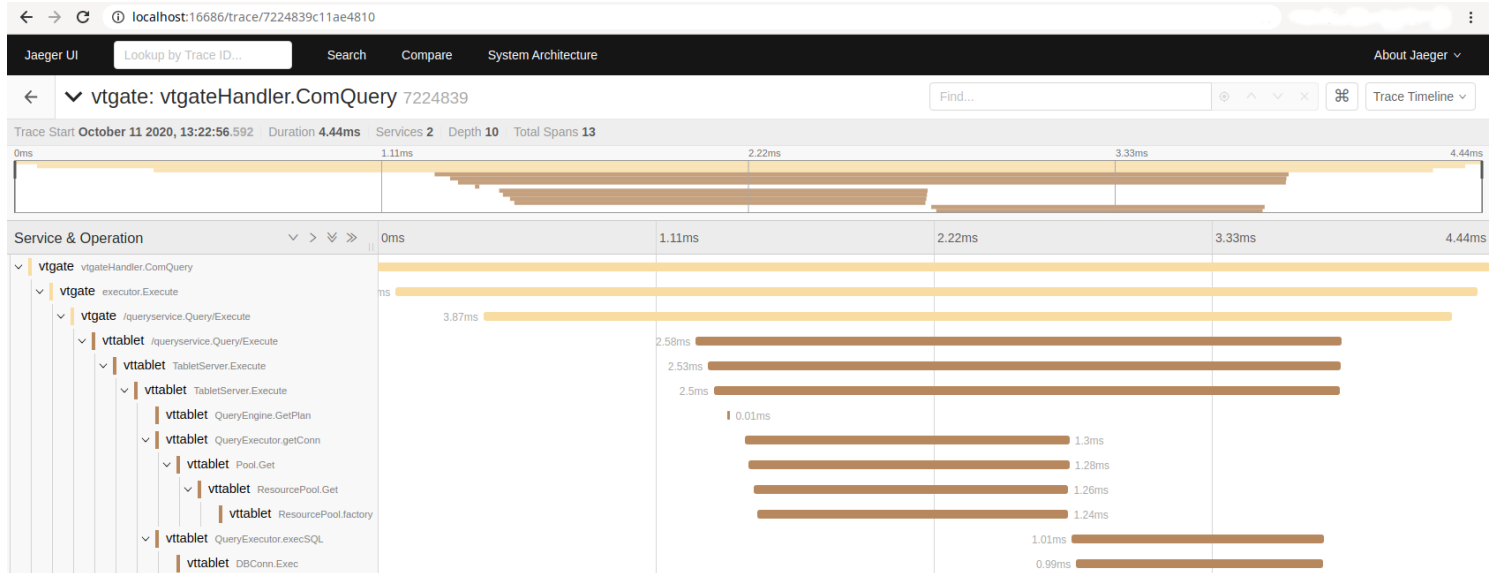 localhost:16686/trace/7224839c11ae4810
Jaeger UI Lookup by Trace ID... Search Compare System Architecture About Jaeger
vtgate: vtgateHandler.ComQuery 7224839 Find... ⌘ Trace Timeline
Trace Start October 11 2020, 13:22:56.592 Duration 4.44ms Services 2 Depth 10 Total Spans 13
0ms 1.11ms 2.22ms 3.33ms 4.44ms
Service & Operation 0ms 1.11ms 2.22ms 3.33ms 4.44ms
vtgate vtgateHandler.ComQuery
vtgate executor.Execute ms
vtgate /queryservice.Query/Execute 3.87ms
vttablet /queryservice.Query/Execute 2.58ms
vttablet TabletServer.Execute 2.53ms
vttablet TabletServer.Execute 2.5ms
vttablet QueryEngine.GetPlan 0.01ms
vttablet QueryExecutor.getConn 1.3ms
vttablet Pool.Get 1.28ms
vttablet ResourcePool.Get 1.26ms
vttablet ResourcePool.factory 1.24ms
vttablet QueryExecutor.execSQL 1.01ms
vttablet DBConn.Exec 0.99ms